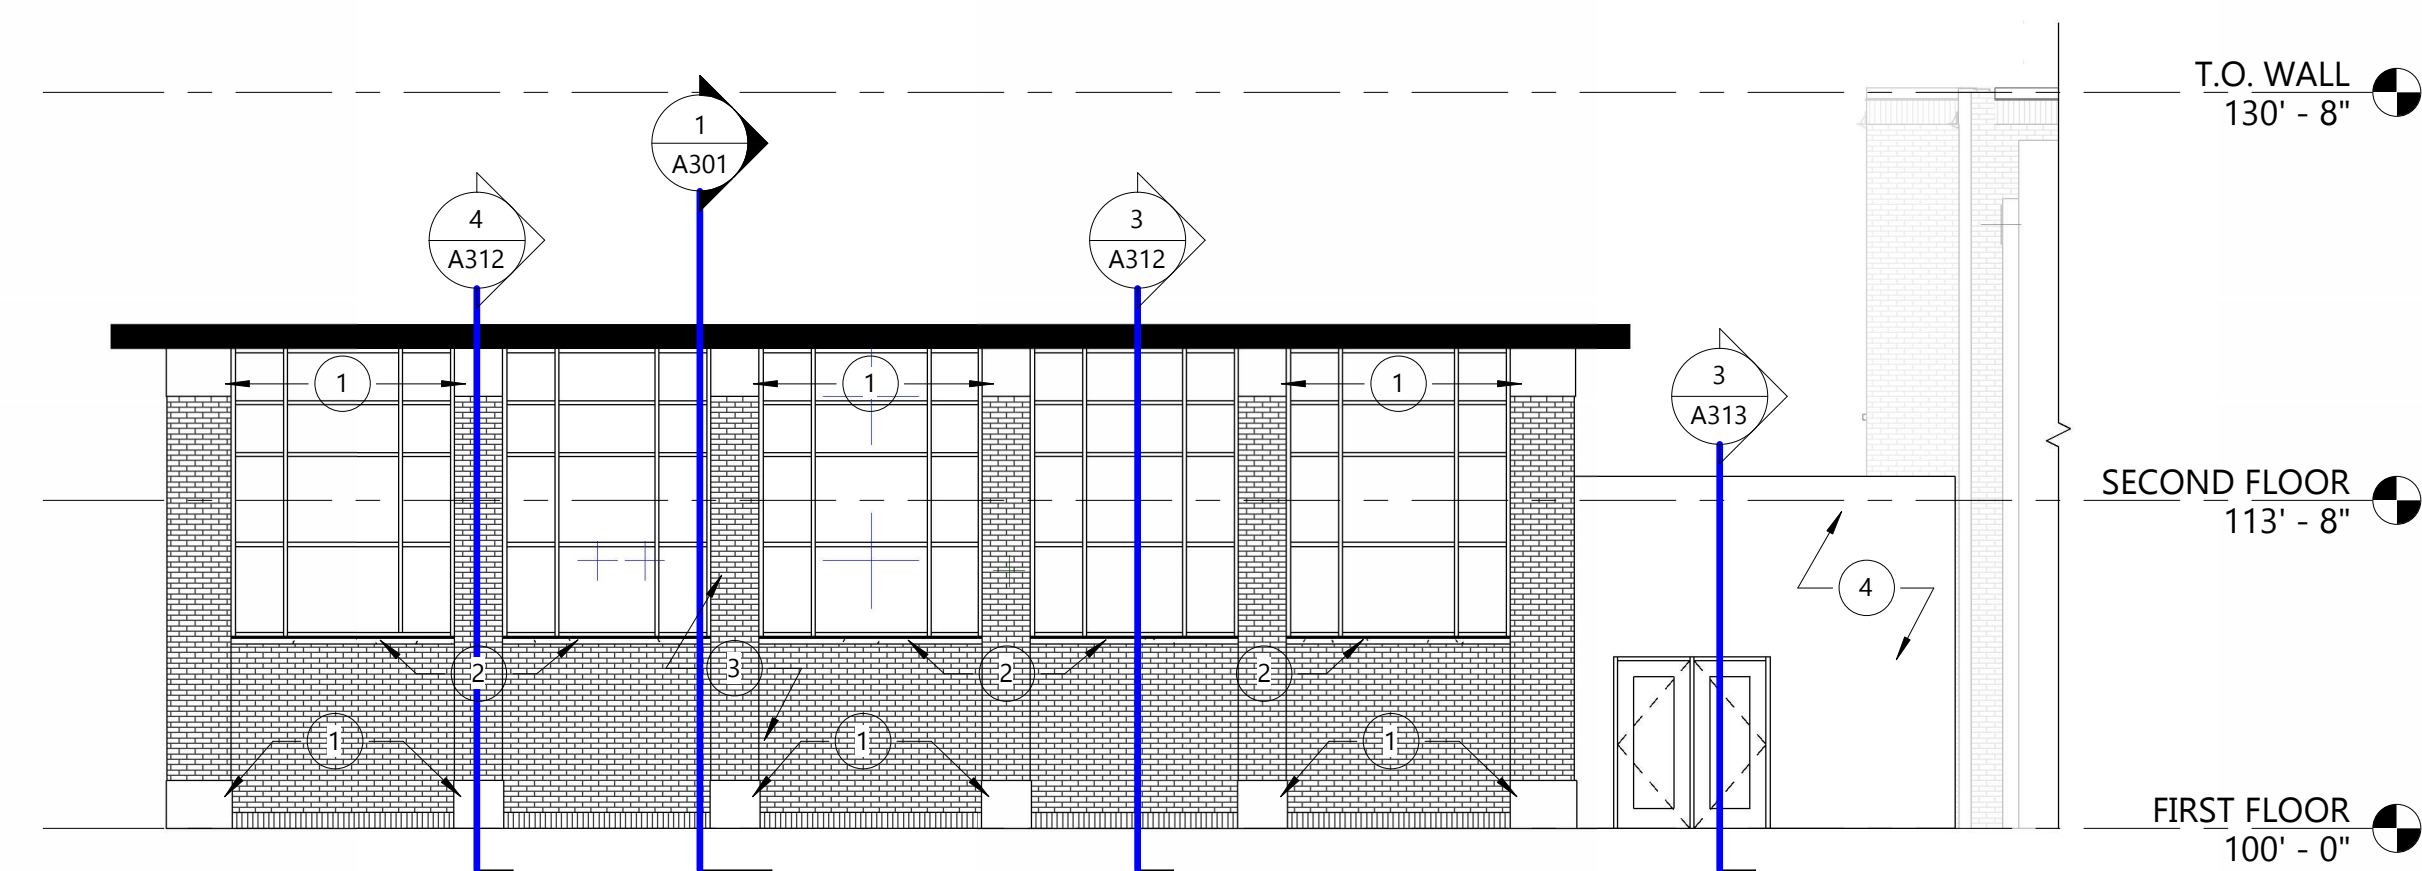 T.O. WALL
130' - 8"
1
A301
4
A312
3
A312
3
A313
1
1
1
SECOND FLOOR
113' - 8"
4
2
3
2
2
1
1
1
FIRST FLOOR
100' - 0"